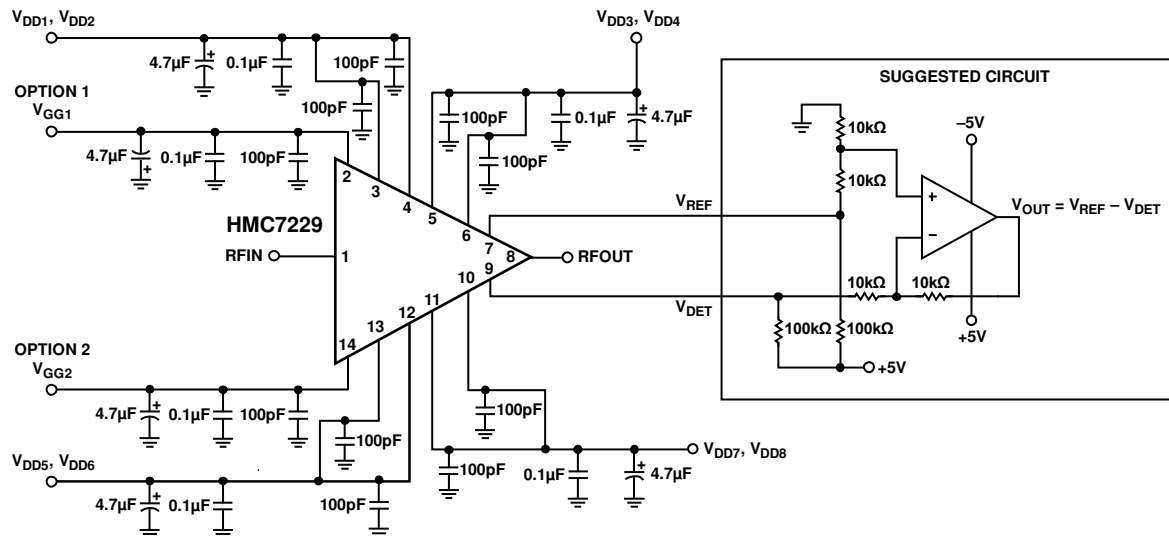 VDD1, VDD2
4.7µF
+
0.1µF
100pF
100pF
OPTION 1
VGG1
4.7µF
+
0.1µF
100pF
VDD3, VDD4
100pF
100pF
0.1µF
+
4.7µF
HMC7229
RFIN
1
2
3
4
5
6
7
8
9
10
11
12
13
14
RFOUT
VREF
VDET
SUGGESTED CIRCUIT
10kΩ
10kΩ
–5V
+
–
VOUT = VREF – VDET
10kΩ
10kΩ
100kΩ
100kΩ
+5V
+5V
OPTION 2
VGG2
4.7µF
+
0.1µF
100pF
100pF
100pF
VDD5, VDD6
4.7µF
+
0.1µF
100pF
100pF
0.1µF
+
4.7µF
VDD7, VDD8